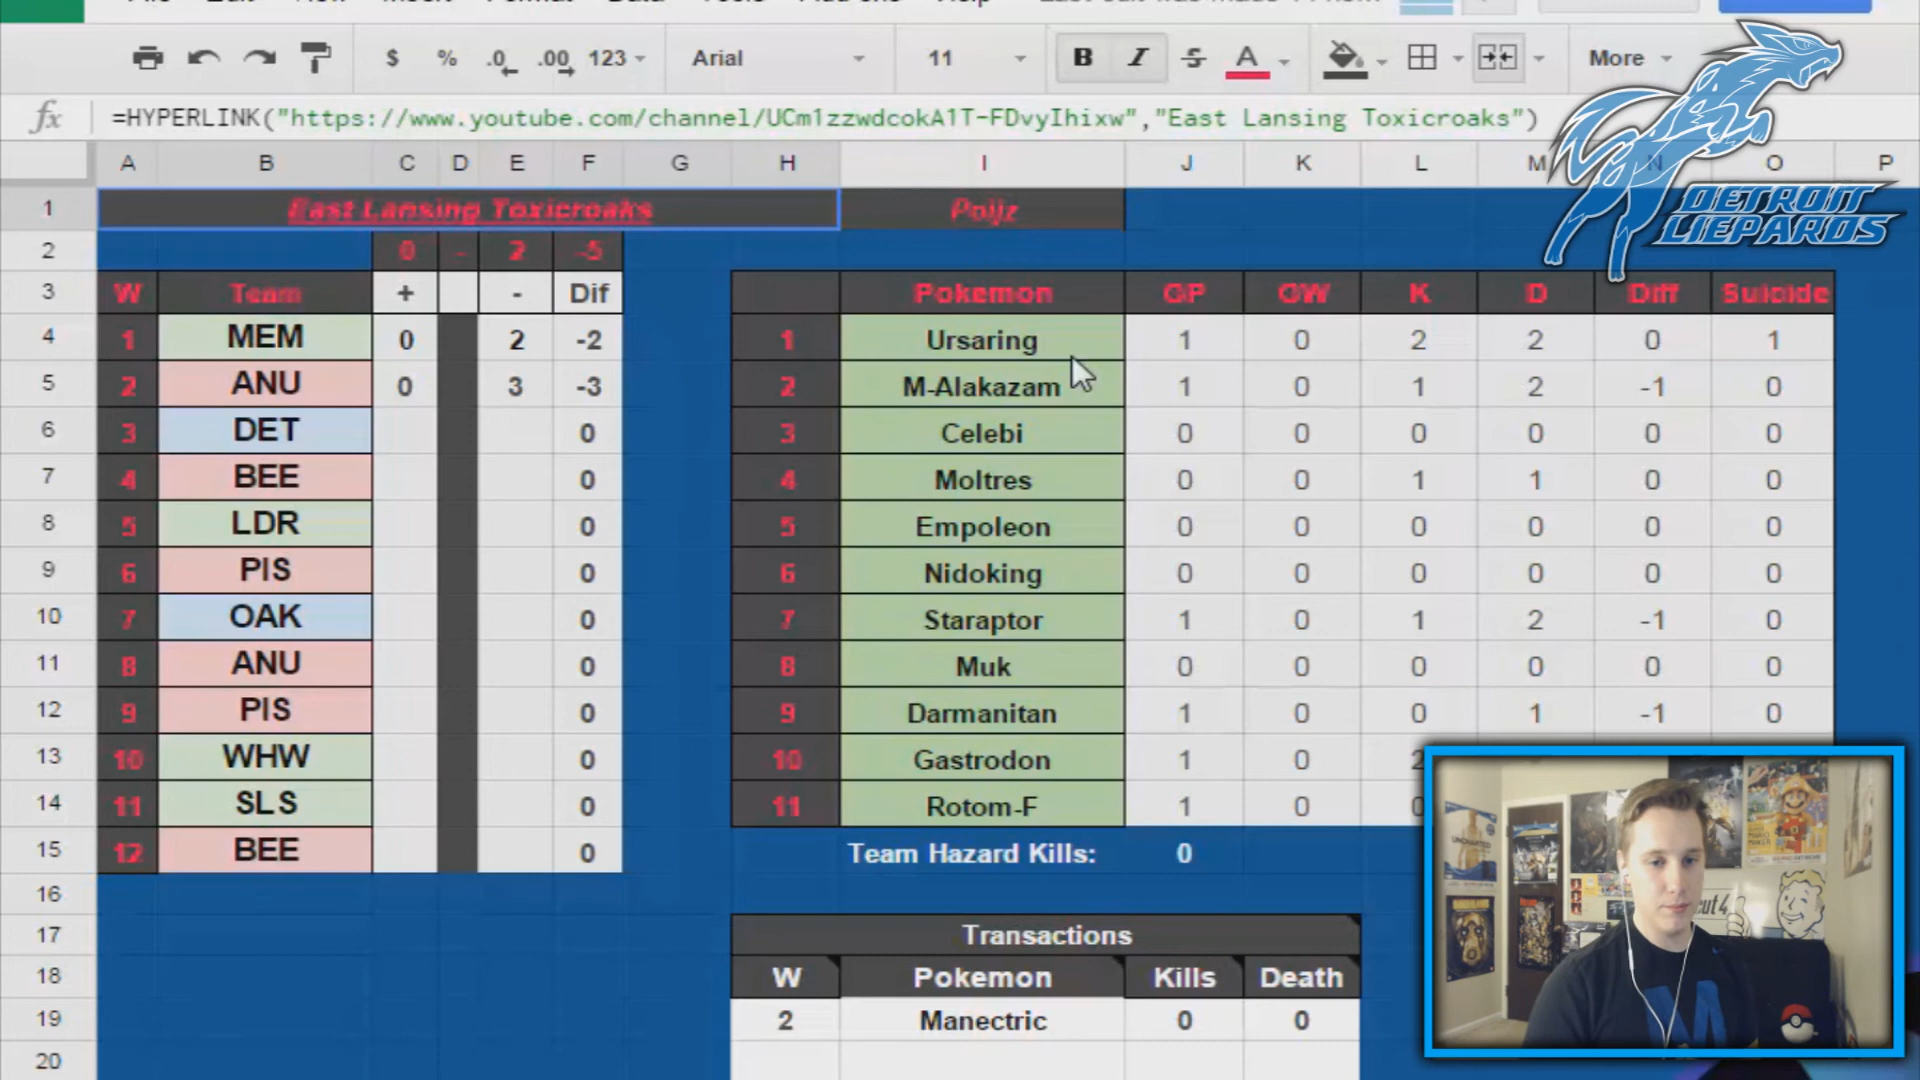 $ % .0 .00 123 Arial 11 B I S A More
fx =HYPERLINK("https://www.youtube.com/channel/UCm1zzwdcokA1T-FDvyIhixw","East Lansing Toxicroaks")
A B C D E F G H I J K L M N O P
1 East Lansing Toxicroaks Poijz
DETROIT
LIEPARDS
2 0 - 2 -5
3 W Team + - Dif Pokemon GP GW K D Diff Suicide
4 1 MEM 0 2 -2 1 Ursaring 1 0 2 2 0 1
5 2 ANU 0 3 -3 2 M-Alakazam 1 0 1 2 -1 0
6 3 DET 0 3 Celebi 0 0 0 0 0 0
7 4 BEE 0 4 Moltres 0 0 1 1 0 0
8 5 LDR 0 5 Empoleon 0 0 0 0 0 0
9 6 PIS 0 6 Nidoking 0 0 0 0 0 0
10 7 OAK 0 7 Staraptor 1 0 1 2 -1 0
11 8 ANU 0 8 Muk 0 0 0 0 0 0
12 9 PIS 0 9 Darmanitan 1 0 0 1 -1 0
13 10 WHW 0 10 Gastrodon 1 0 2
14 11 SLS 0 11 Rotom-F 1 0 0
15 12 BEE 0 Team Hazard Kills: 0
16
17 Transactions
18 W Pokemon Kills Death
19 2 Manectric 0 0
20